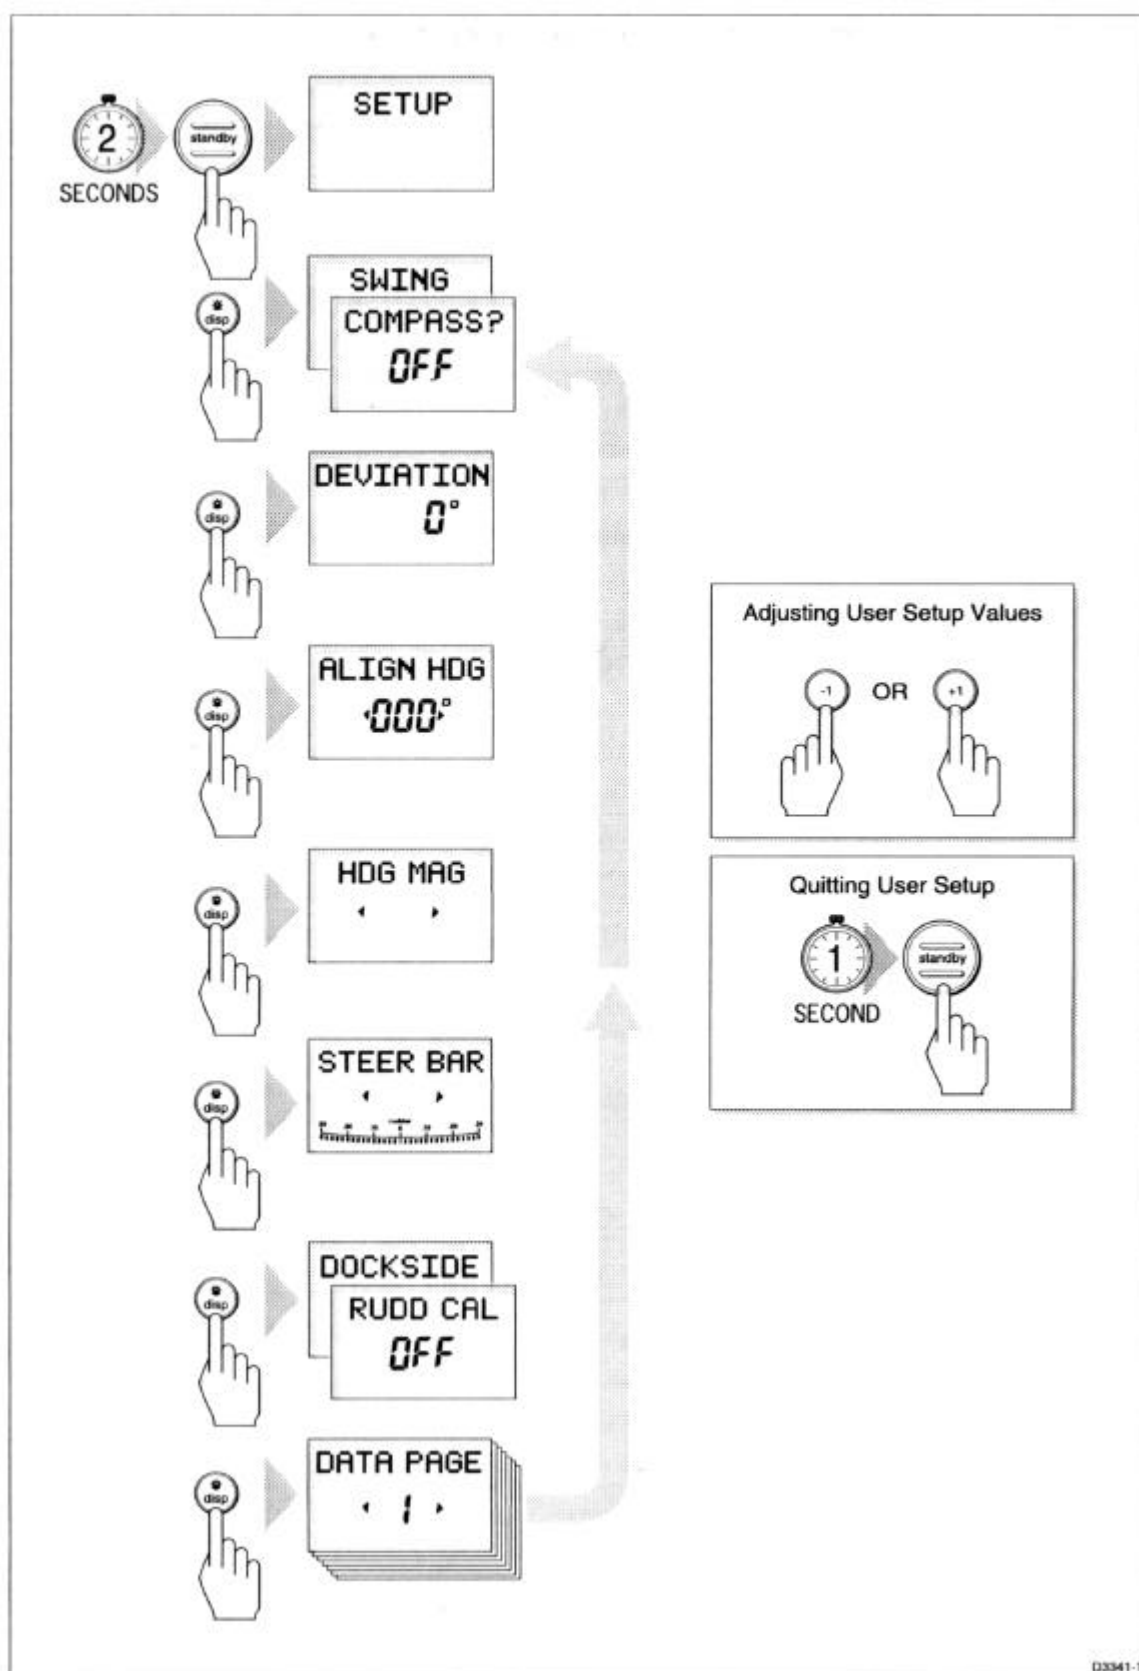 SETUP
2
standby
SECONDS
SWING
COMPASS?
OFF
disp
DEVIATION
0°
disp
ALIGN HDG
000°
disp
HDG MAG
disp
STEER BAR
disp
DOCKSIDE
RUDD CAL
OFF
disp
DATA PAGE
1
disp
Adjusting User Setup Values
-1
OR
+1
Quitting User Setup
1
standby
SECOND